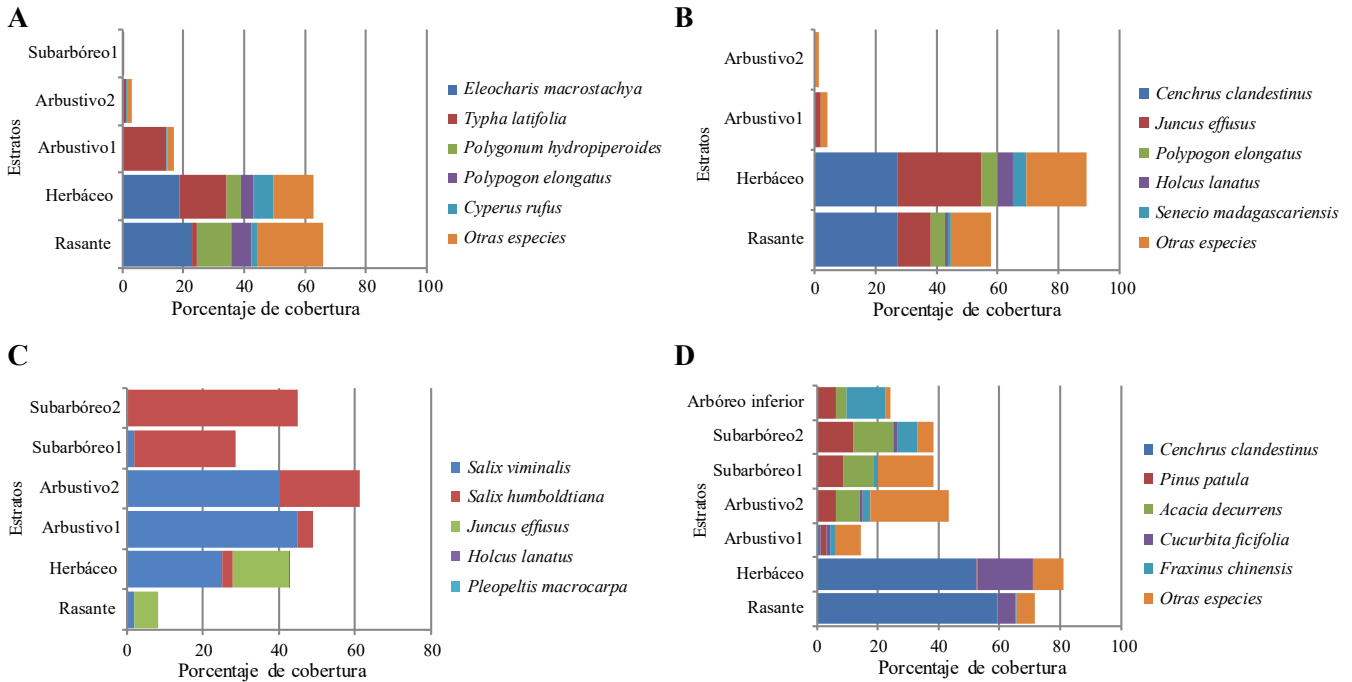 A
Estratos
Subarbóreo1
Arbustivo2
Arbustivo1
Herbáceo
Rasante
0 20 40 60 80 100
Porcentaje de cobertura
Eleocharis macrostachya
Typha latifolia
Polygonum hydropiperoides
Polypogon elongatus
Cyperus rufus
Otras especies
B
Estratos
Arbustivo2
Arbustivo1
Herbáceo
Rasante
0 20 40 60 80 100
Porcentaje de cobertura
Cenchrus clandestinus
Juncus effusus
Polypogon elongatus
Holcus lanatus
Senecio madagascariensis
Otras especies
C
Estratos
Subarbóreo2
Subarbóreo1
Arbustivo2
Arbustivo1
Herbáceo
Rasante
0 20 40 60 80
Porcentaje de cobertura
Salix viminalis
Salix humboldtiana
Juncus effusus
Holcus lanatus
Pleopeltis macrocarpa
D
Estratos
Arbóreo inferior
Subarbóreo2
Subarbóreo1
Arbustivo2
Arbustivo1
Herbáceo
Rasante
0 20 40 60 80 100
Porcentaje de cobertura
Cenchrus clandestinus
Pinus patula
Acacia decurrens
Cucurbita ficifolia
Fraxinus chinensis
Otras especies